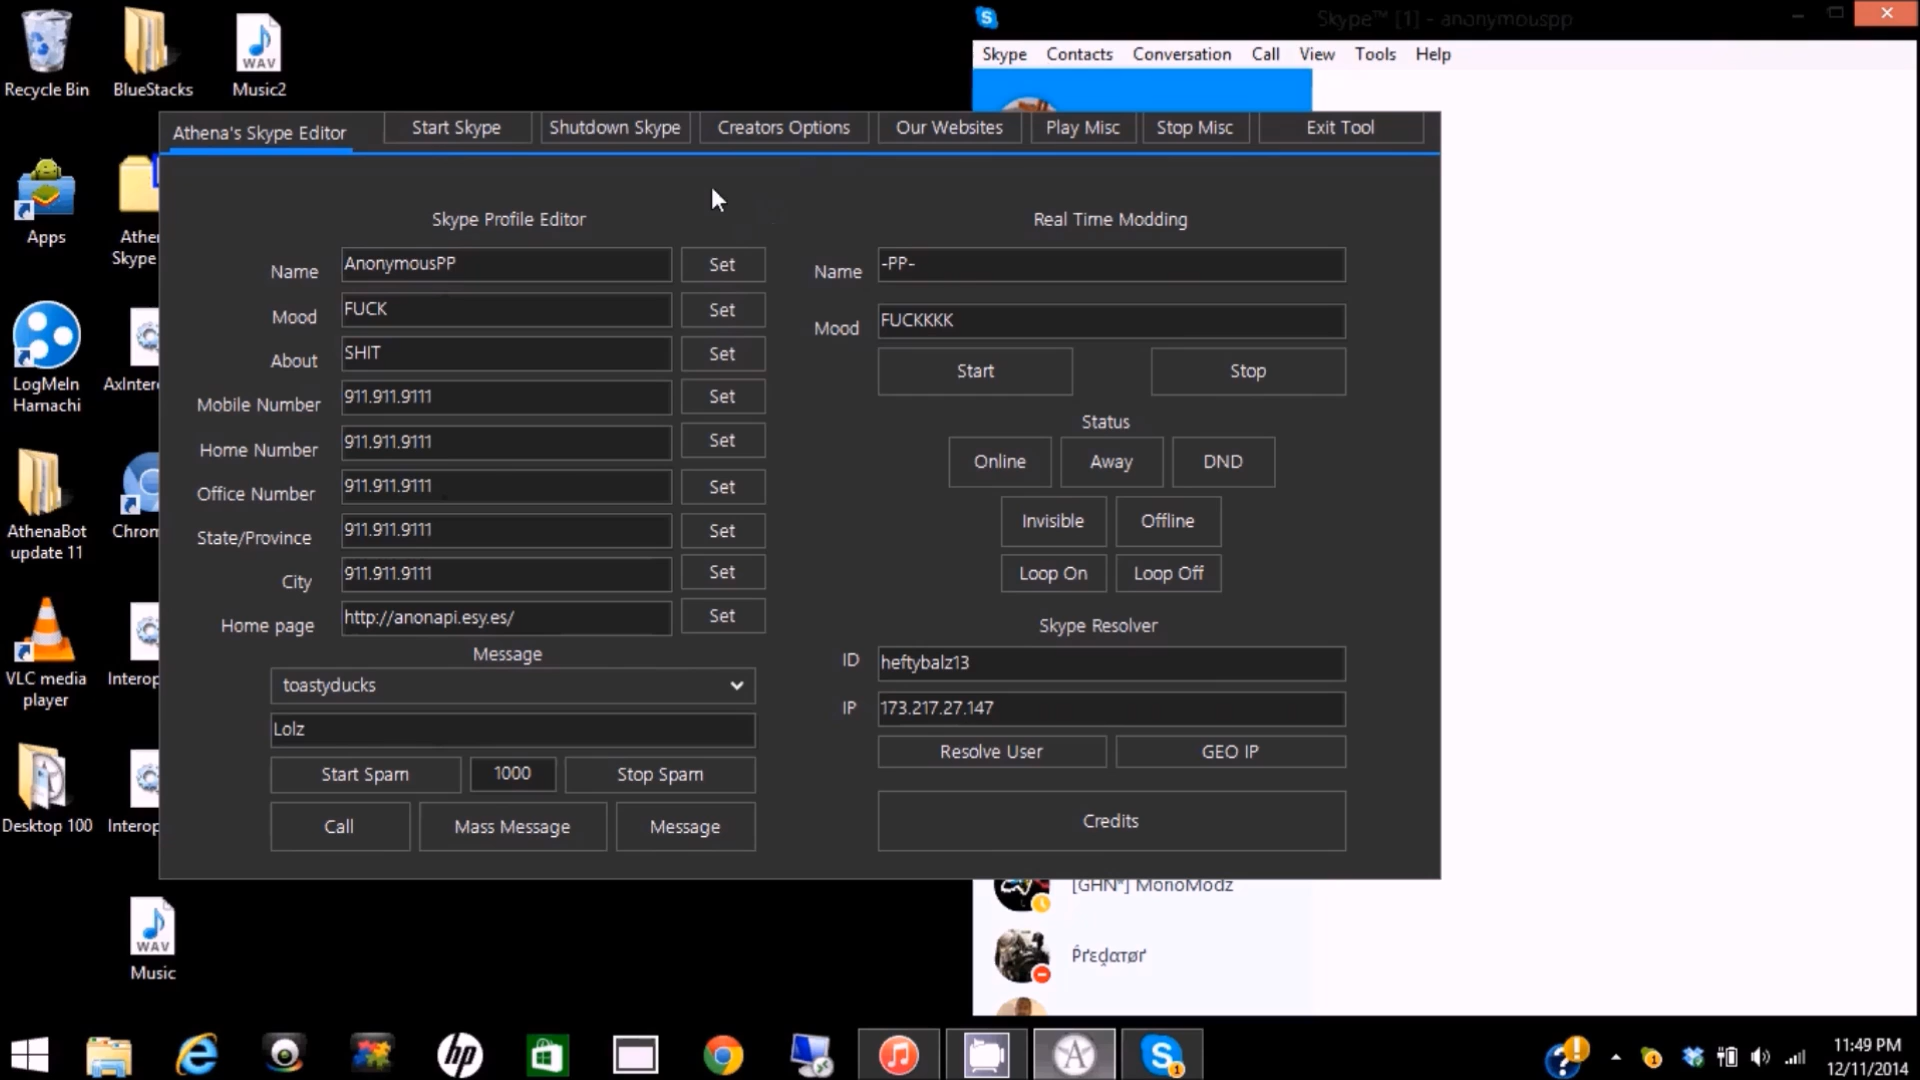 Skype™ [1] - anonymouspp
Skype Contacts Conversation Call View Tools Help
Recycle Bin
BlueStacks
WAV
Music2
Apps
Skype
LogMeIn
Hamachi
AthenaBot
update 11
VLC media
player
Desktop 100
WAV
Music
Athena's Skype Editor
Start Skype
Shutdown Skype
Creators Options
Our Websites
Play Misc
Stop Misc
Exit Tool
Skype Profile Editor
Name AnonymousPP Set
Mood FUCK Set
About SHIT Set
Mobile Number 911.911.9111 Set
Home Number 911.911.9111 Set
Office Number 911.911.9111 Set
State/Province 911.911.9111 Set
City 911.911.9111 Set
Home page http://anonapi.esy.es/ Set
Message
toastyducks
Lolz
Start Spam 1000 Stop Spam
Call Mass Message Message
Real Time Modding
Name -PP-
Mood FUCKKKK
Start Stop
Status
Online Away DND
Invisible Offline
Loop On Loop Off
Skype Resolver
ID heftybalz13
IP 173.217.27.147
Resolve User GEO IP
Credits
[GHN*] MonoModz
11:49 PM
12/11/2014